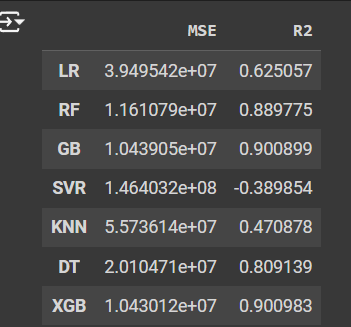 MSE R2
LR 3.949542e+07 0.625057
RF 1.161079e+07 0.889775
GB 1.043905e+07 0.900899
SVR 1.464032e+08 -0.389854
KNN 5.573614e+07 0.470878
DT 2.010471e+07 0.809139
XGB 1.043012e+07 0.900983